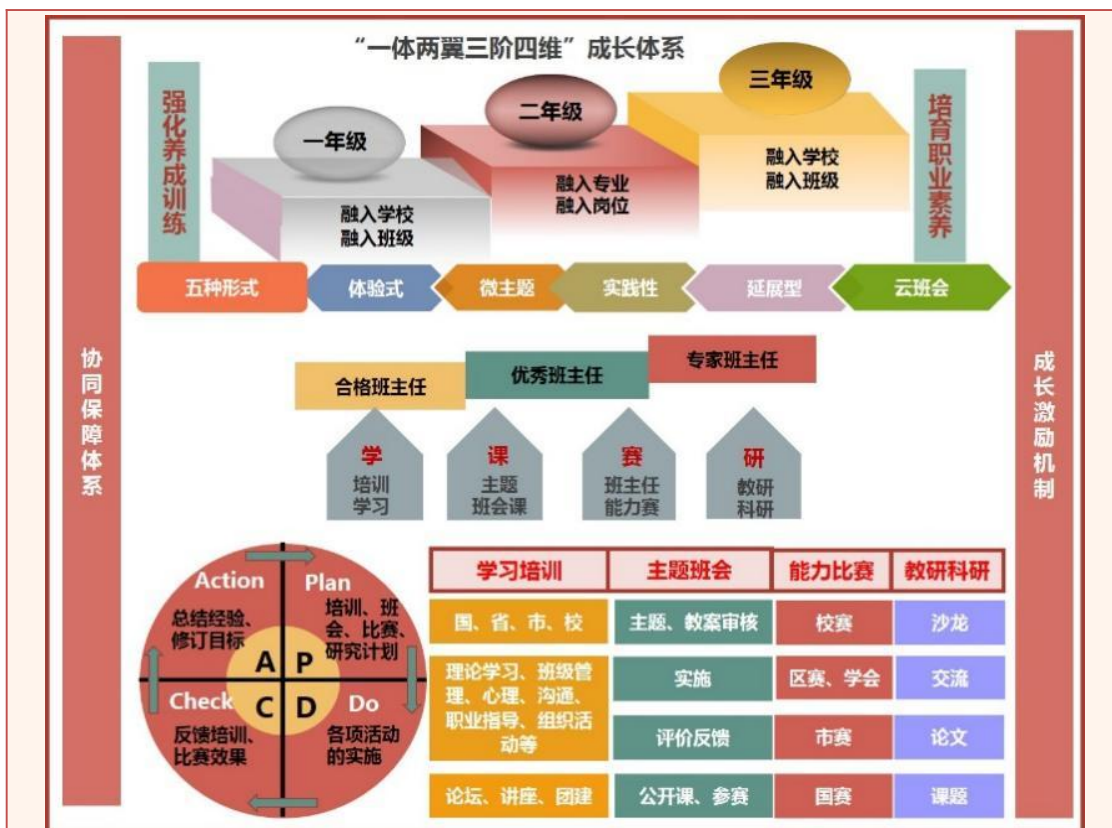 “一体两翼三阶四维”成长体系
强化养成训练
一年级
二年级
三年级
培育职业素养
融入学校
融入班级
融入专业
融入岗位
融入学校
融入班级
五种形式
体验式
微主题
实践性
延展型
云班会
协同保障体系
成长激励机制
合格班主任
优秀班主任
专家班主任
学
培训
学习
课
主题
班会课
赛
班主任
能力赛
研
教研
科研
Action
总结经验、
修订目标
Plan
培训、班
会、比赛、
研究计划
A P
C D
Check
反馈培训、
比赛效果
Do
各项活动
的实施
学习培训
主题班会
能力比赛
教研科研
国、省、市、校
主题、教案审核
校赛
沙龙
理论学习、班级管
理、心理、沟通、
职业指导、组织活
动等
实施
区赛、学会
交流
评价反馈
市赛
论文
论坛、讲座、团建
公开课、参赛
国赛
课题